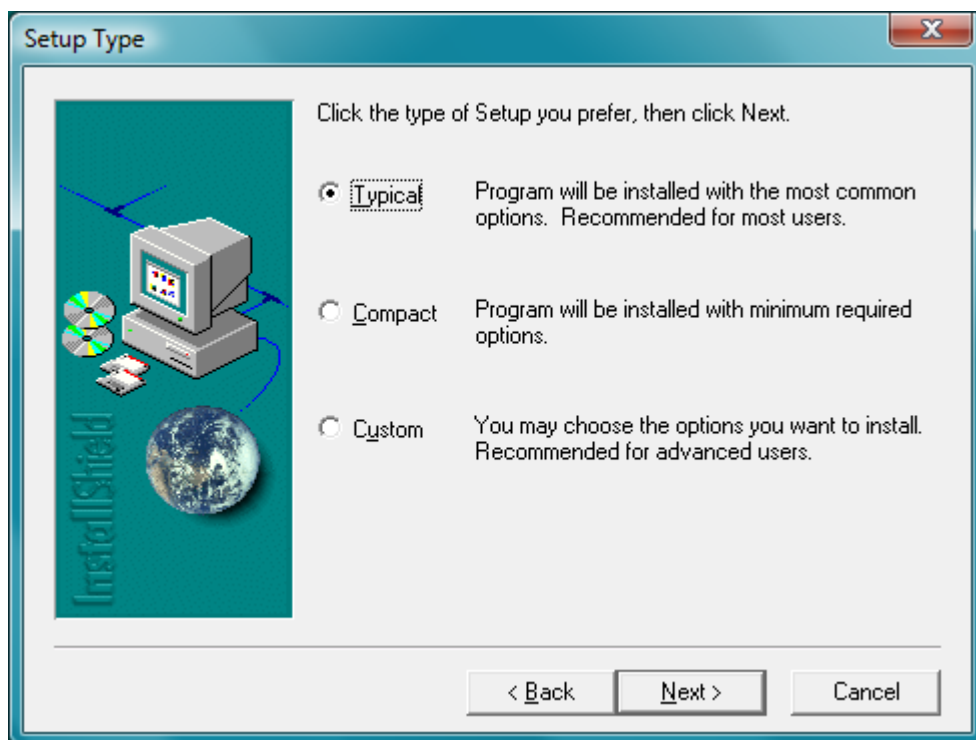 Setup Type
Click the type of Setup you prefer, then click Next.
Typical
Program will be installed with the most common
options.  Recommended for most users.
Compact
Program will be installed with minimum required
options.
Custom
You may choose the options you want to install.
Recommended for advanced users.
InstallShield
< Back
Next >
Cancel